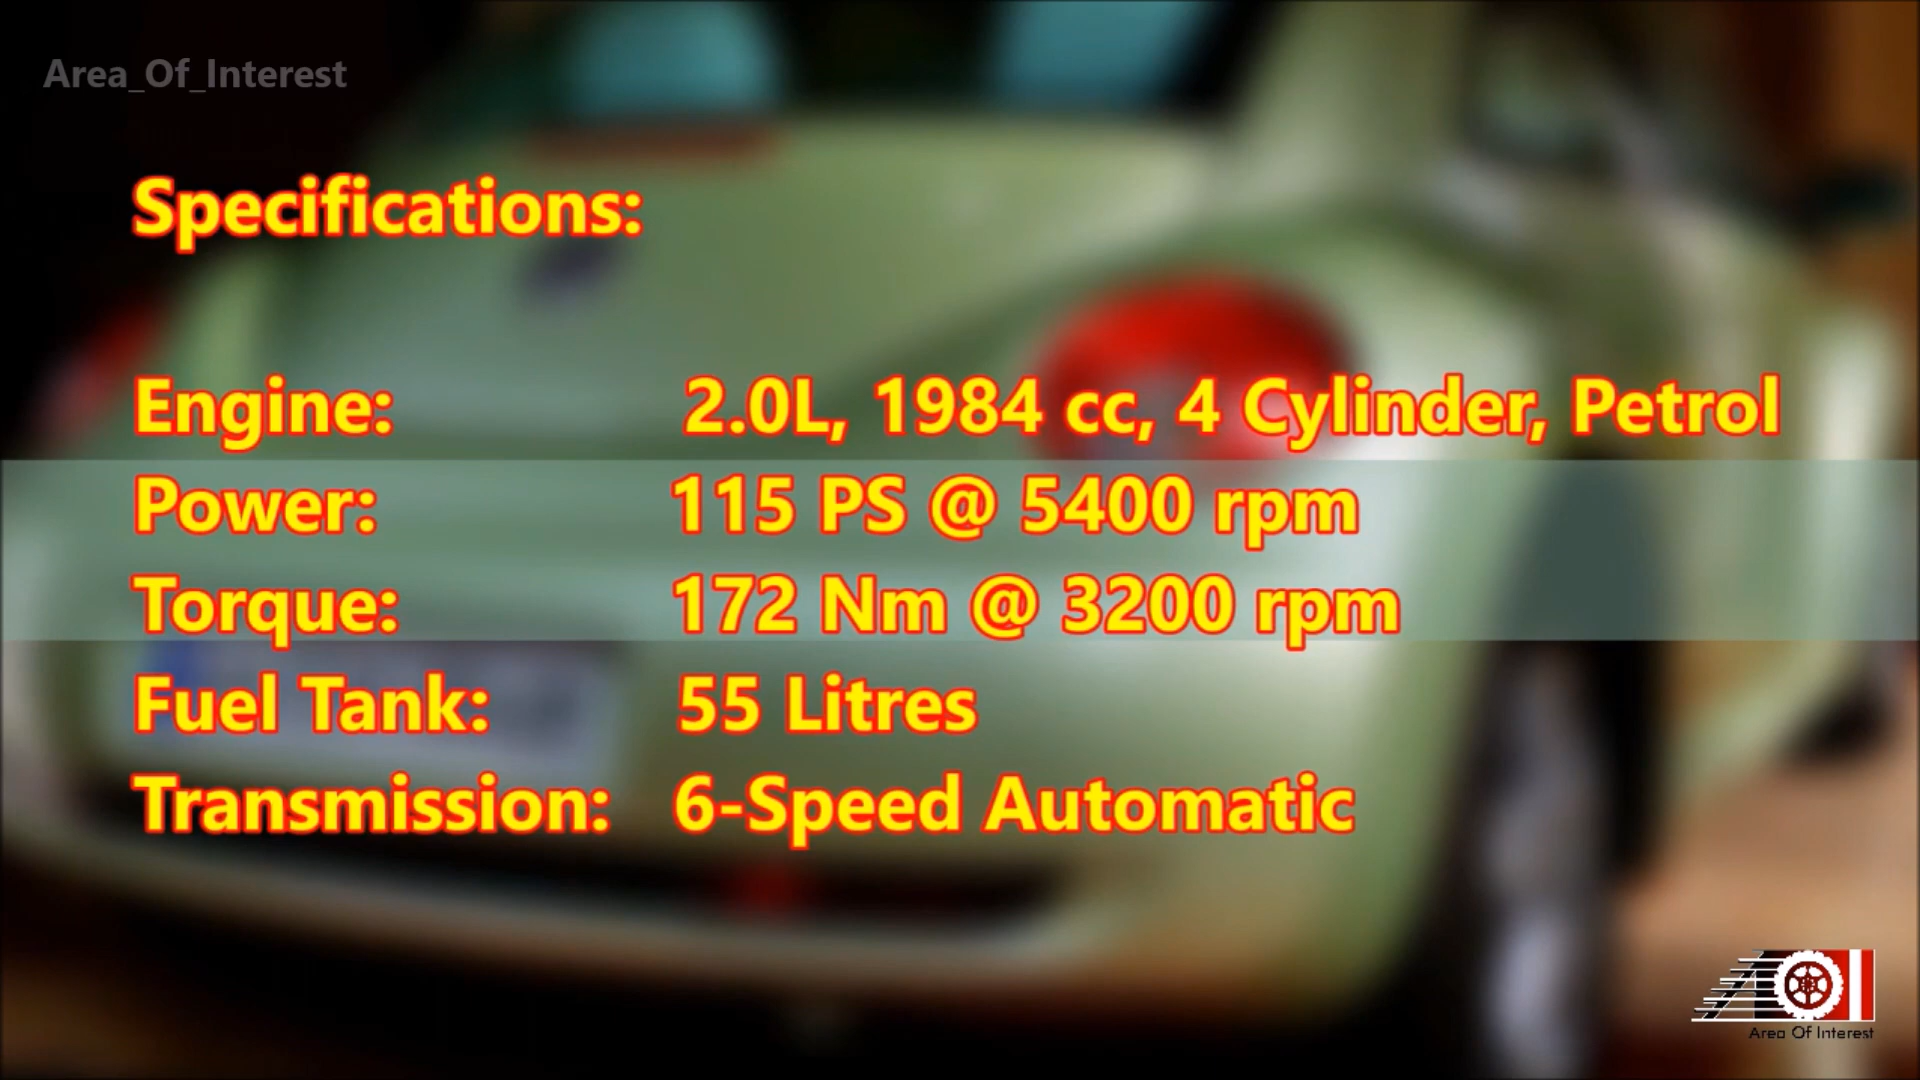 Area_Of_Interest
Specifications:
Engine: 2.0L, 1984 cc, 4 Cylinder, Petrol
Power: 115 PS @ 5400 rpm
Torque: 172 Nm @ 3200 rpm
Fuel Tank: 55 Litres
Transmission: 6-Speed Automatic
Area Of Interest